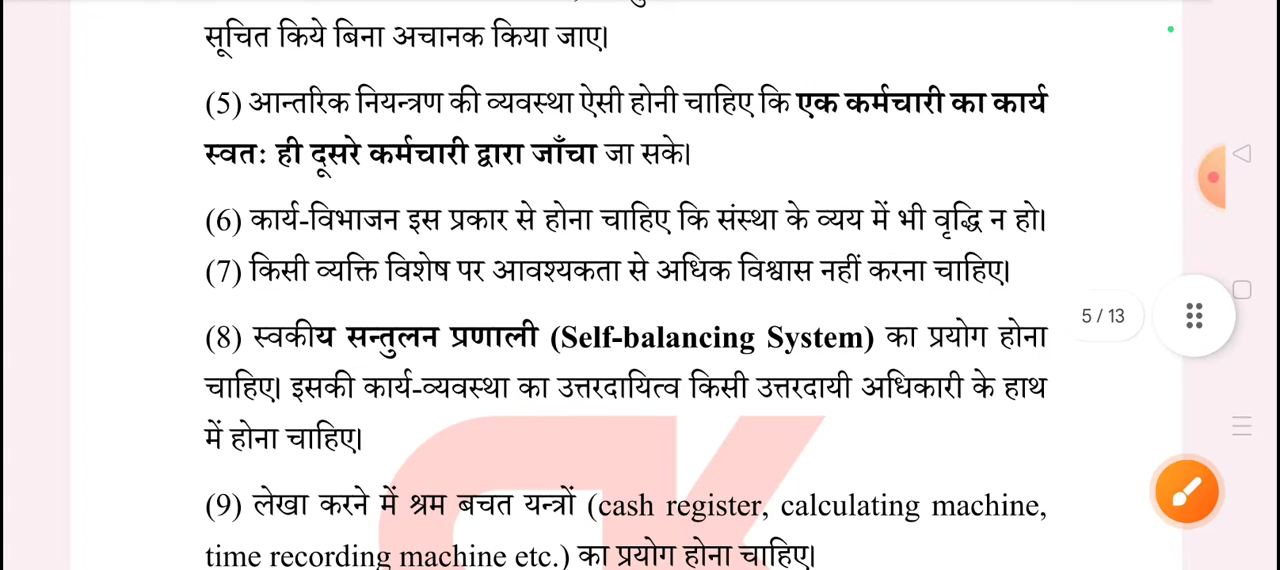 सूचित किये बिना अचानक किया जाए।
(5) आन्तरिक नियन्त्रण की व्यवस्था ऐसी होनी चाहिए कि एक कर्मचारी का कार्य
स्वतः ही दूसरे कर्मचारी द्वारा जाँचा जा सके।
(6) कार्य-विभाजन इस प्रकार से होना चाहिए कि संस्था के व्यय में भी वृद्धि न हो।
(7) किसी व्यक्ति विशेष पर आवश्यकता से अधिक विश्वास नहीं करना चाहिए।
(8) स्वकीय सन्तुलन प्रणाली (Self-balancing System) का प्रयोग होना
चाहिए। इसकी कार्य-व्यवस्था का उत्तरदायित्व किसी उत्तरदायी अधिकारी के हाथ
में होना चाहिए।
(9) लेखा करने में श्रम बचत यन्त्रों (cash register, calculating machine,
time recording machine etc.) का प्रयोग होना चाहिए।
5 / 13